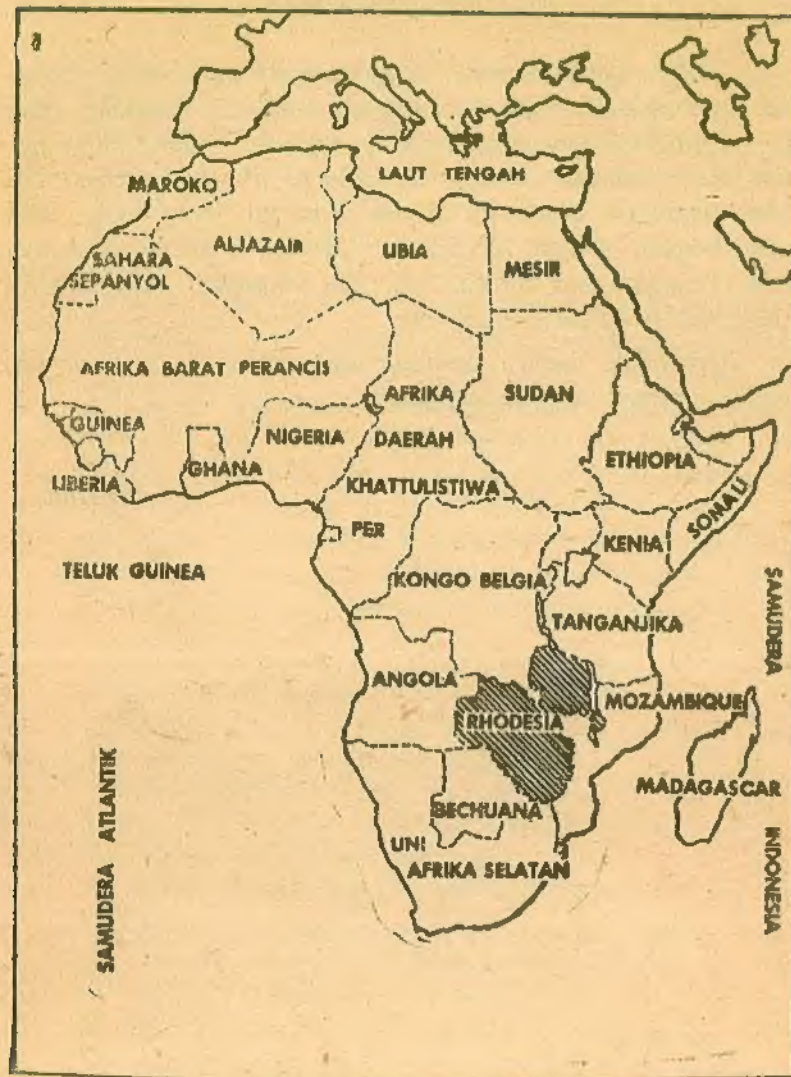 LAUT TENGAH
MAROKO
ALJAZAIR
UBIA
MESIR
SAHARA
SEPANYOL
AFRIKA BARAT PERANCIS
AFRIKA
DAERAH
KHATTULISTIWA
PER
SUDAN
GUINEA
NIGERIA
ETHIOPIA
LIBERIA
GHANA
SOMALI
KENIA
TELUK GUINEA
KONGO BELGIA
TANGANJIKA
SAMUDERA
ANGOLA
RHODESIA
MOZAMBIQUE
MADAGASCAR
BECHUANA
UNI
AFRIKA SELATAN
SAMUDERA ATLANTIK
INDONESIA